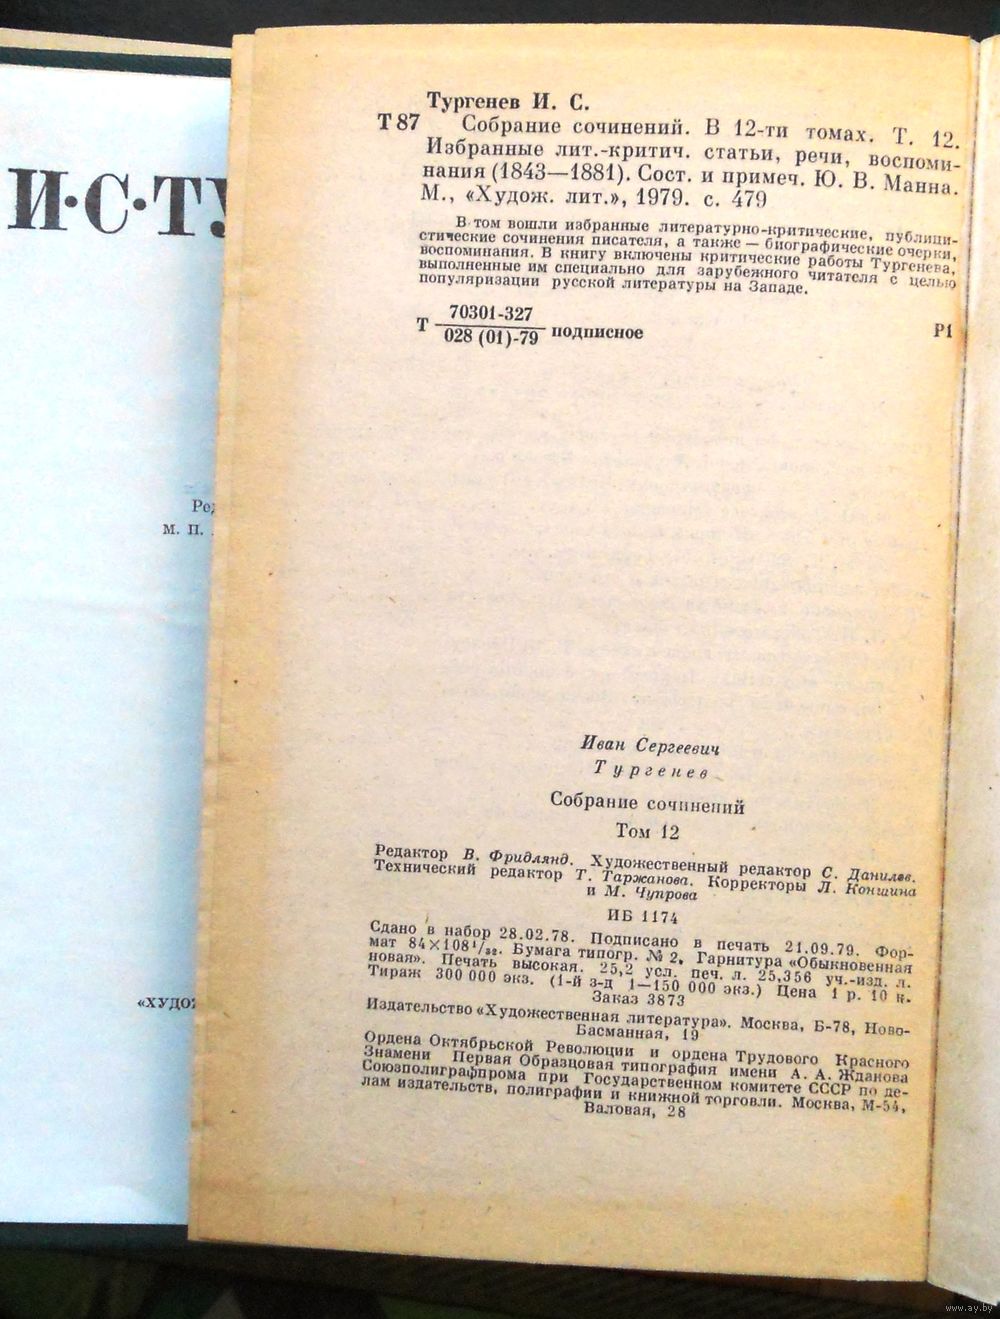 И·С·ТУ
М. П.
«ХУДО
Тургенев И. С.
Т 87 Собрание сочинений. В 12-ти томах. Т. 12.
Избранные лит.-критич. статьи, речи, воспоми-
нания (1843—1881). Сост. и примеч. Ю. В. Манна.
М., «Худож. лит.», 1979. с. 479
В том вошли избранные литературно-критические, публици-
стические сочинения писателя, а также — биографические очерки,
воспоминания. В книгу включены критические работы Тургенева,
выполненные им специально для зарубежного читателя с целью
популяризации русской литературы на Западе.
70301-327
Т 028 (01)-79 подписное Р1
Иван Сергеевич
Тургенев
Собрание сочинений
Том 12
Редактор В. Фридлянд. Художественный редактор С. Данилов.
Технический редактор Т. Таржанова. Корректоры Л. Коншина
и М. Чупрова
ИБ 1174
Сдано в набор 28.02.78. Подписано в печать 21.09.79. Фор-
мат 84×108¹/₃₂. Бумага типогр. № 2. Гарнитура «Обыкновенная
новая». Печать высокая. 25,2 усл. печ. л. 25,356 уч.-изд. л.
Тираж 300 000 экз. (1-й з-д 1—150 000 экз.) Цена 1 р. 10 к.
Заказ 3873
Издательство «Художественная литература». Москва, Б-78, Ново-
Басманная, 19
Ордена Октябрьской Революции и ордена Трудового Красного
Знамени Первая Образцовая типография имени А. А. Жданова
Союзполиграфпрома при Государственном комитете СССР по де-
лам издательств, полиграфии и книжной торговли. Москва, М-54,
Валовая, 28
www.ay.by